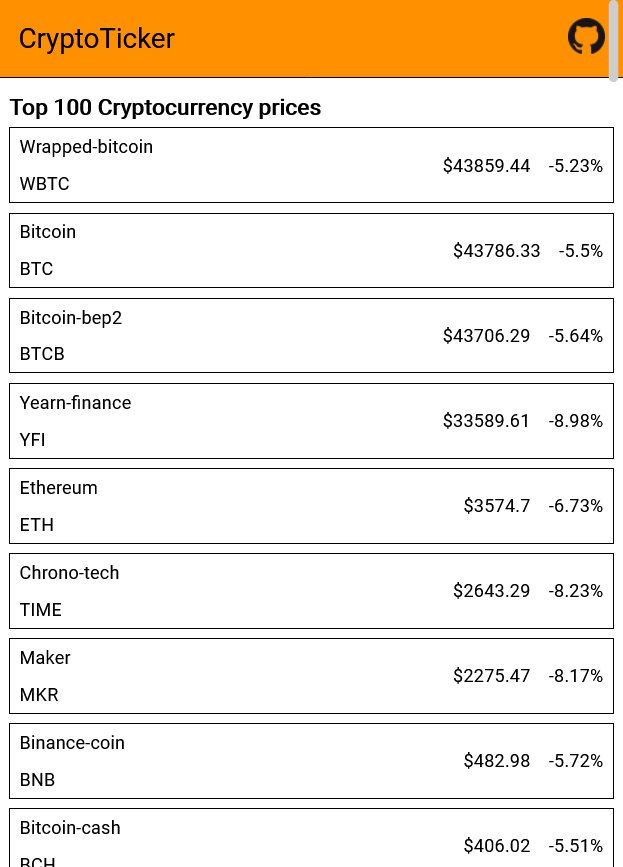 CryptoTicker
Top 100 Cryptocurrency prices
Wrapped-bitcoin
WBTC
$43859.44 -5.23%
Bitcoin
BTC
$43786.33 -5.5%
Bitcoin-bep2
BTCB
$43706.29 -5.64%
Yearn-finance
YFI
$33589.61 -8.98%
Ethereum
ETH
$3574.7 -6.73%
Chrono-tech
TIME
$2643.29 -8.23%
Maker
MKR
$2275.47 -8.17%
Binance-coin
BNB
$482.98 -5.72%
Bitcoin-cash
BCH
$406.02 -5.51%